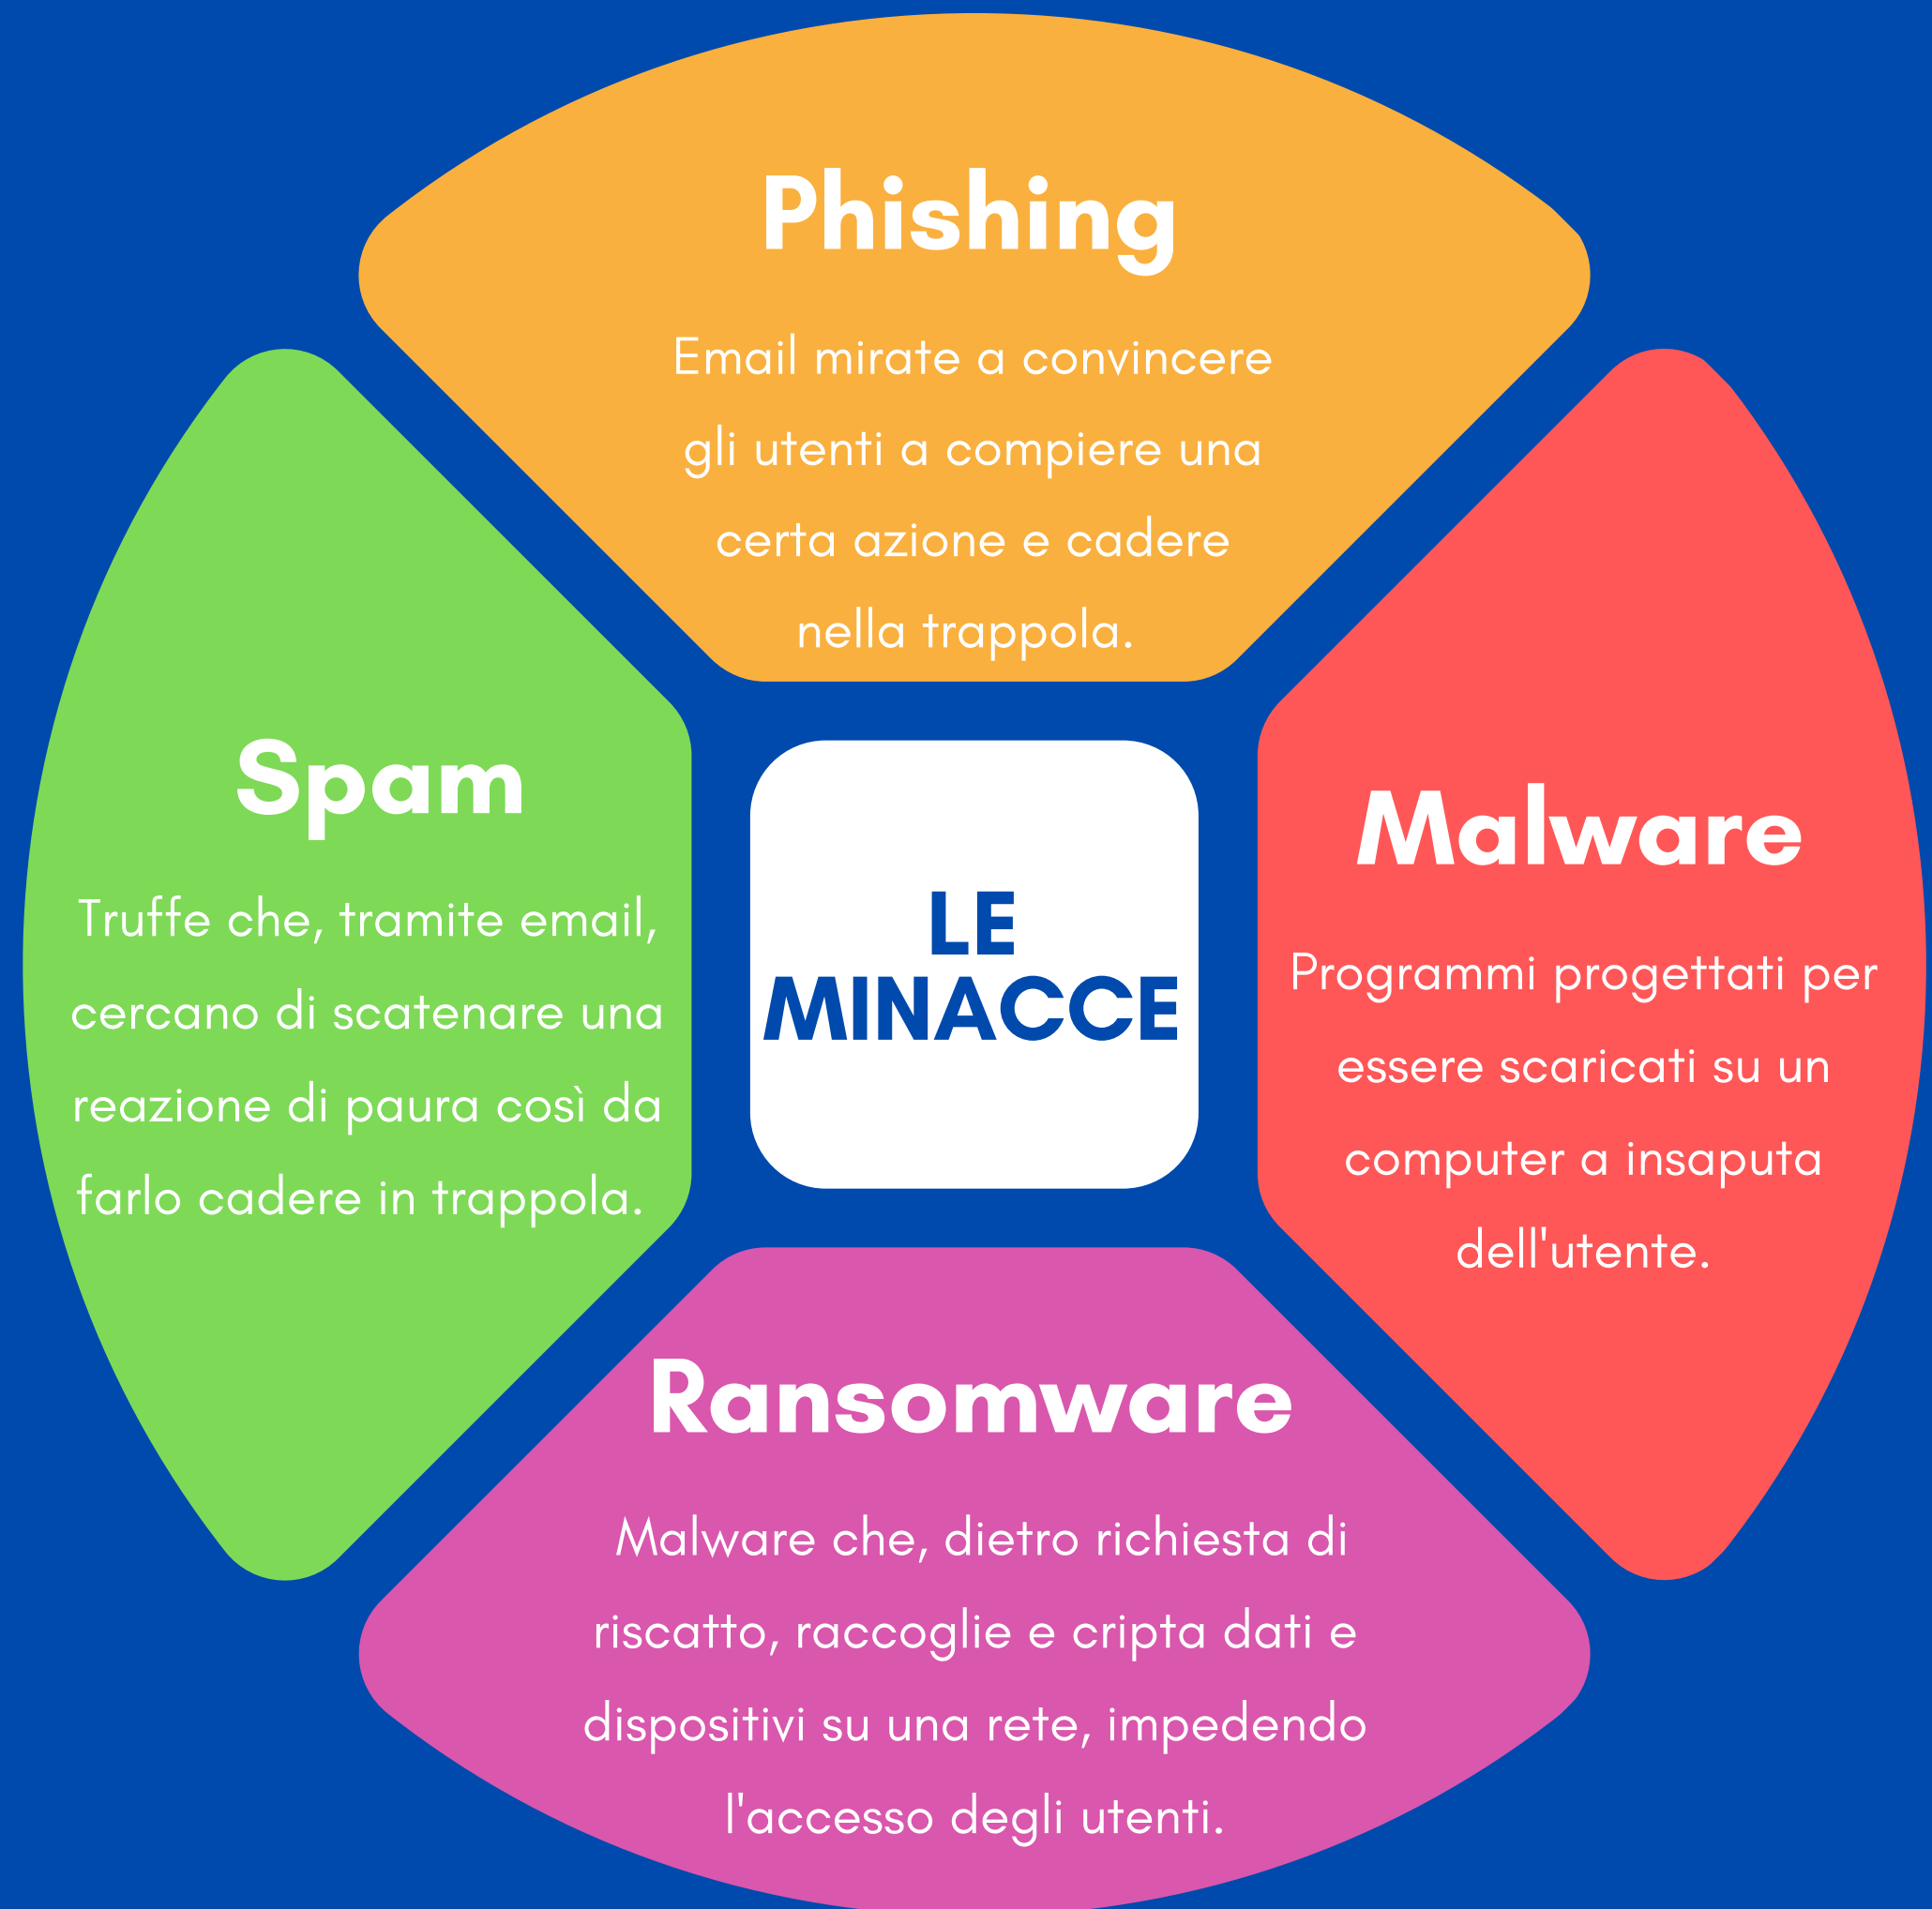 Phishing
Email mirate a convincere
gli utenti a compiere una
certa azione e cadere
nella trappola.
Spam
Truffe che, tramite email,
cercano di scatenare una
reazione di paura così da
farlo cadere in trappola.
LE
MINACCE
Malware
Programmi progettati per
essere scaricati su un
computer a insaputa
dell'utente.
Ransomware
Malware che, dietro richiesta di
riscatto, raccoglie e cripta dati e
dispositivi su una rete, impedendo
l'accesso degli utenti.